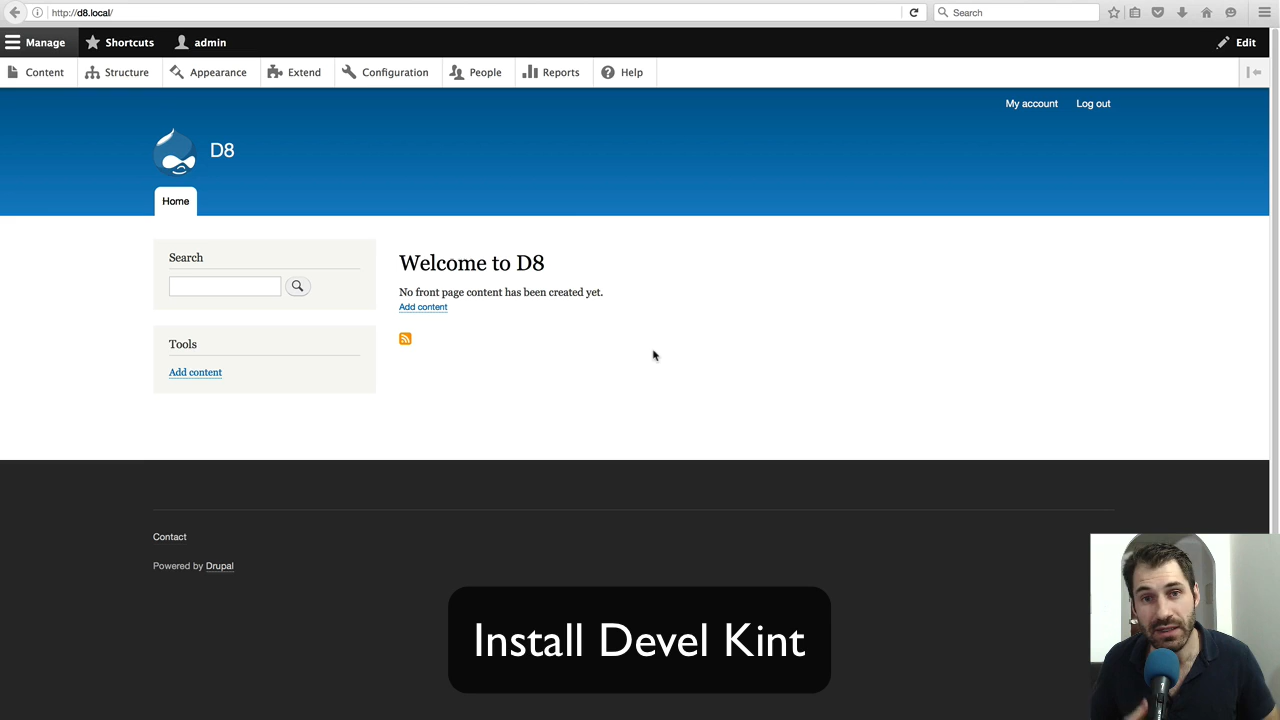 http://d8.local/
Search
Manage
Shortcuts
admin
Edit
Content
Structure
Appearance
Extend
Configuration
People
Reports
Help
My account
Log out
D8
Home
Search
Welcome to D8
No front page content has been created yet.
Add content
Tools
Add content
Contact
Powered by Drupal
Install Devel Kint